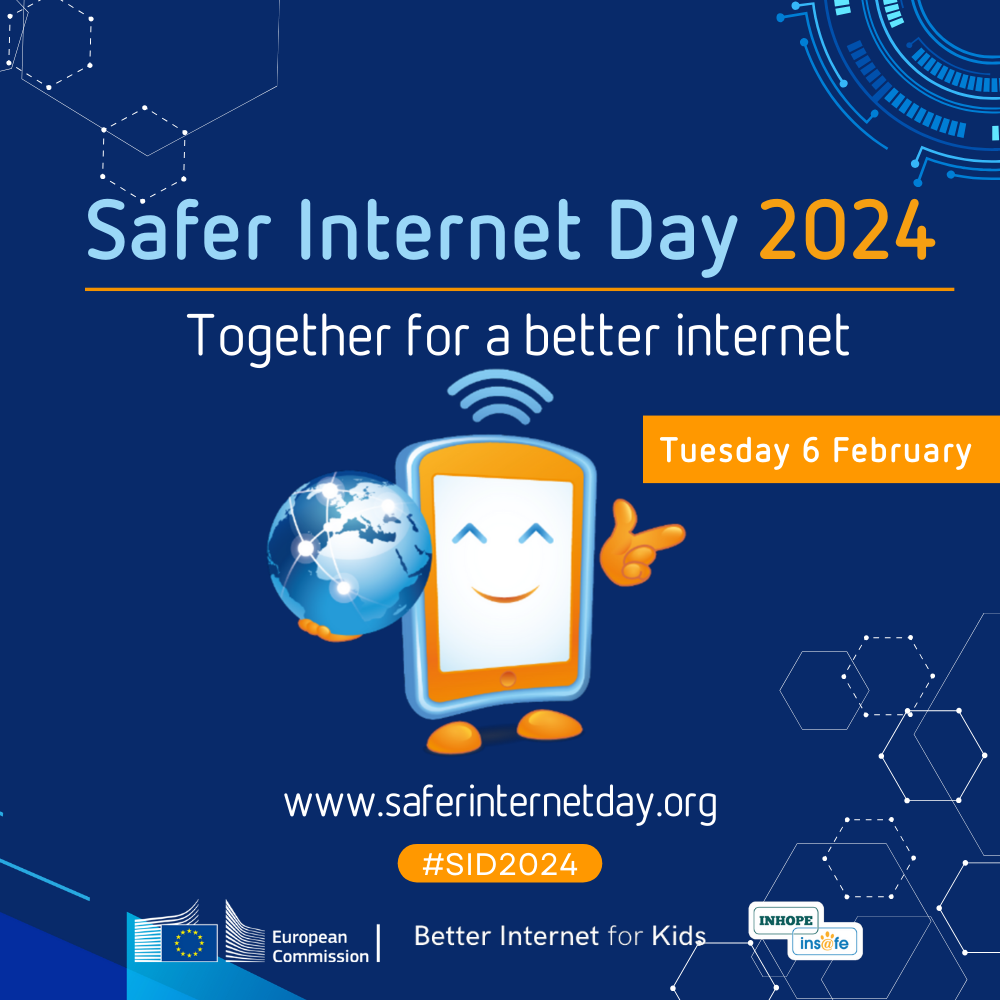 Safer Internet Day 2024
Together for a better internet
Tuesday 6 February
www.saferinternetday.org
#SID2024
European
Commission
Better Internet for Kids
INHOPE
ins@fe